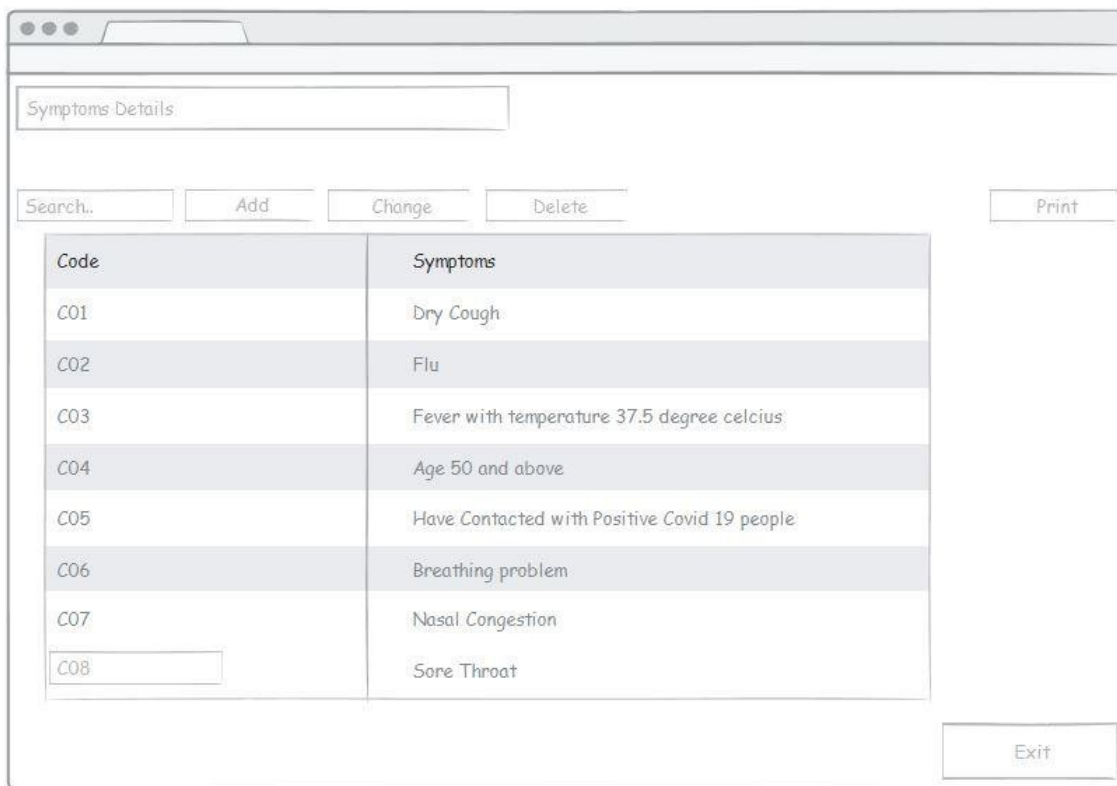 Symptoms Details
Search.. Add Change Delete Print
Code Symptoms
C01 Dry Cough
C02 Flu
C03 Fever with temperature 37.5 degree celcius
C04 Age 50 and above
C05 Have Contacted with Positive Covid 19 people
C06 Breathing problem
C07 Nasal Congestion
C08 Sore Throat
Exit